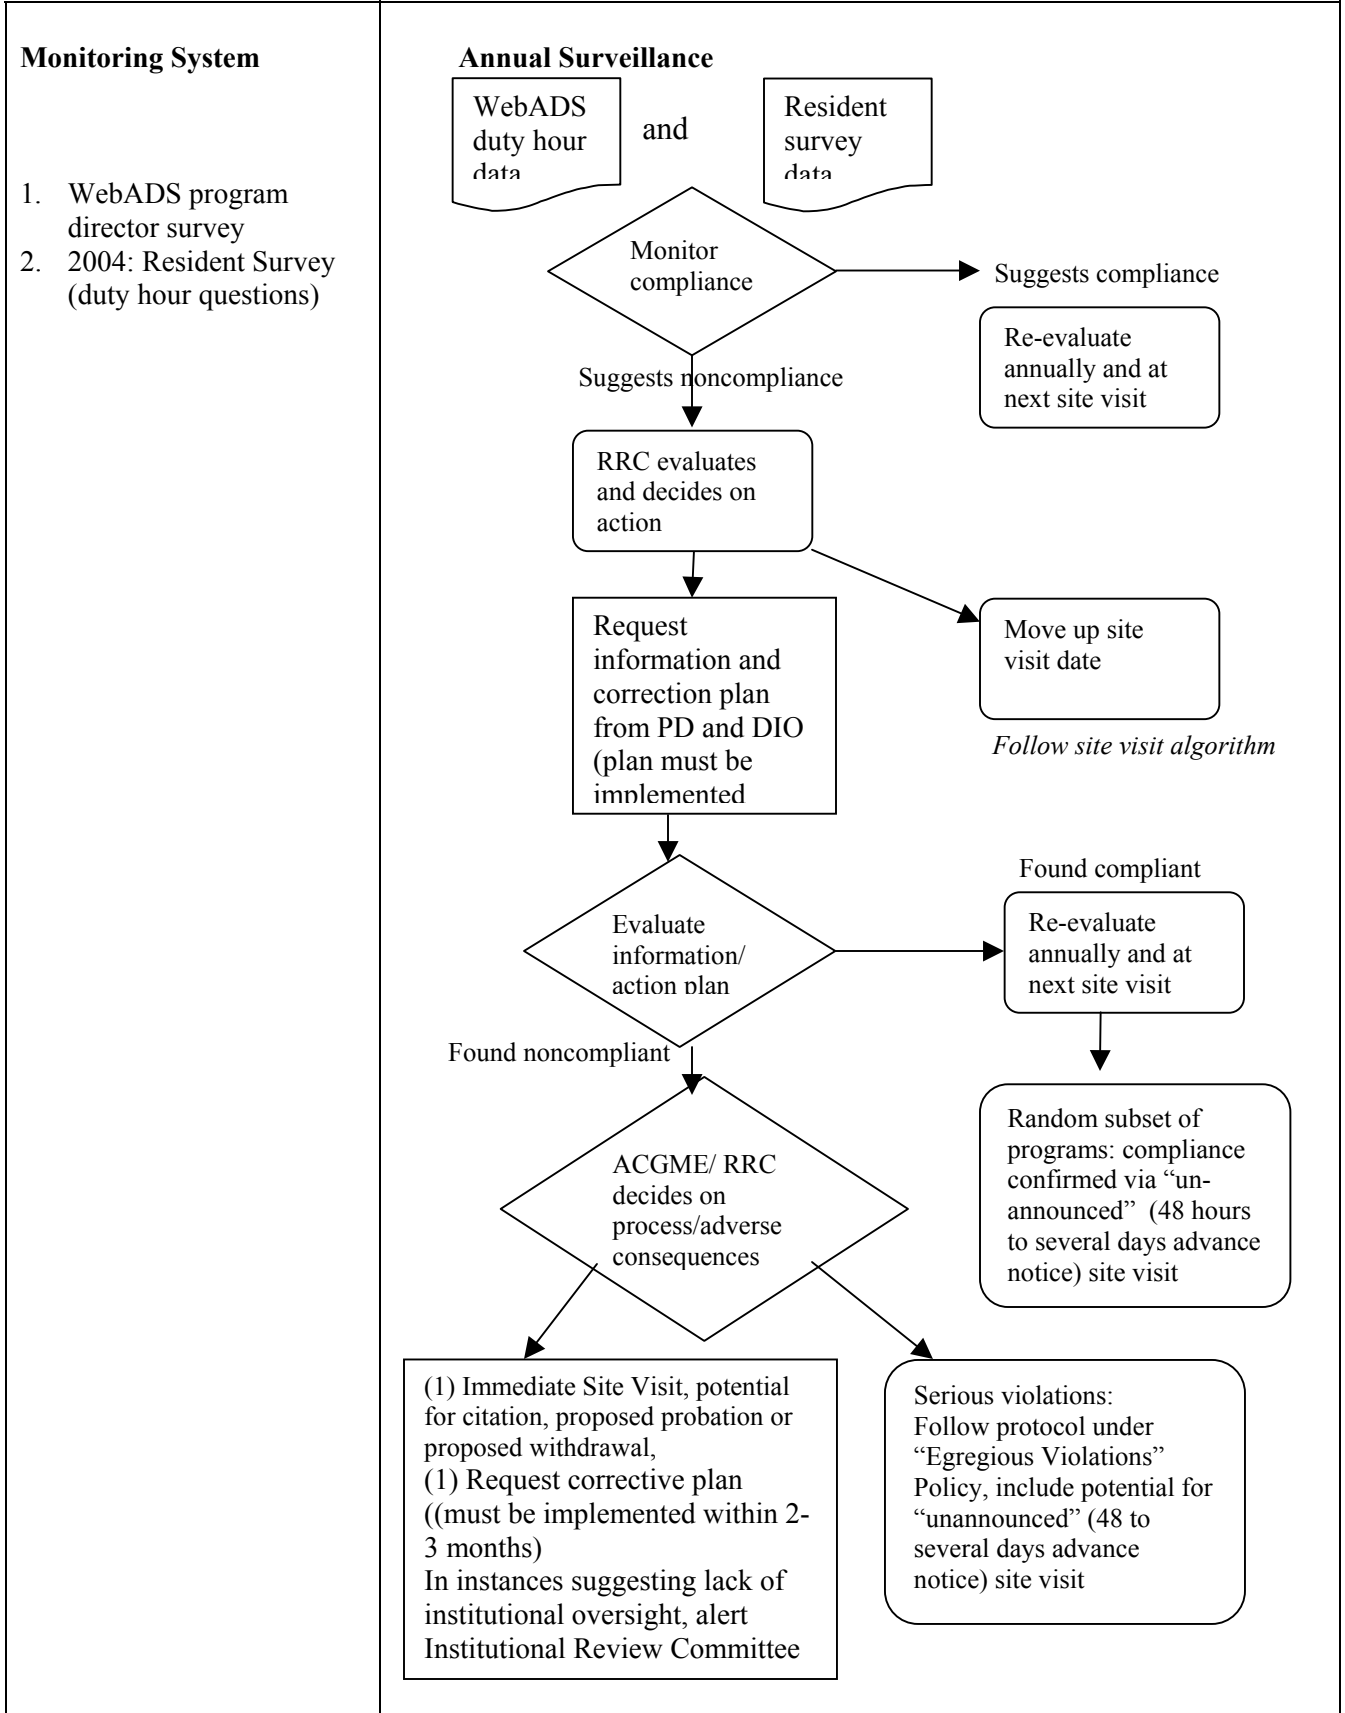 Monitoring System
1. WebADS program
director survey
2. 2004: Resident Survey
(duty hour questions)
Annual Surveillance
WebADS
duty hour
data
and
Resident
survey
data
Monitor
compliance
Suggests compliance
Re-evaluate
annually and at
next site visit
Suggests noncompliance
RRC evaluates
and decides on
action
Request
information and
correction plan
from PD and DIO
(plan must be
implemented
Move up site
visit date
Follow site visit algorithm
Evaluate
information/
action plan
Found compliant
Re-evaluate
annually and at
next site visit
Found noncompliant
Random subset of
programs: compliance
confirmed via “un-
announced” (48 hours
to several days advance
notice) site visit
ACGME/ RRC
decides on
process/adverse
consequences
(1) Immediate Site Visit, potential
for citation, proposed probation or
proposed withdrawal,
(1) Request corrective plan
((must be implemented within 2-
3 months)
In instances suggesting lack of
institutional oversight, alert
Institutional Review Committee
Serious violations:
Follow protocol under
“Egregious Violations”
Policy, include potential for
“unannounced” (48 to
several days advance
notice) site visit